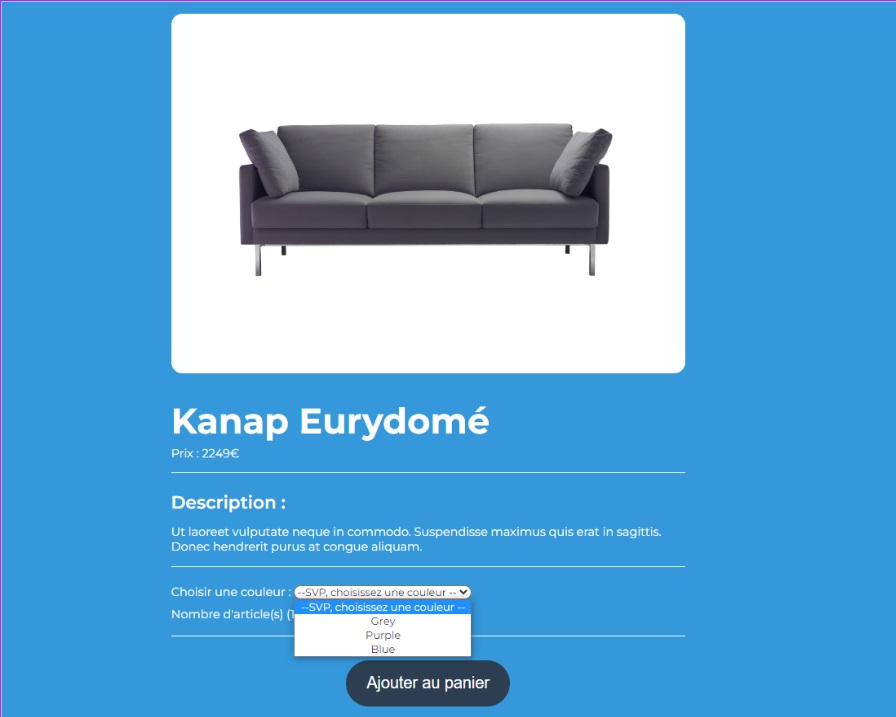 Kanap Eurydomé
Prix : 2249€
Description :
Ut laoreet vulputate neque in commodo. Suspendisse maximus quis erat in sagittis.
Donec hendrerit purus at congue aliquam.
Choisir une couleur : --SVP, choisissez une couleur --
--SVP, choisissez une couleur --
Nombre d'article(s) (1
Grey
Purple
Blue
Ajouter au panier